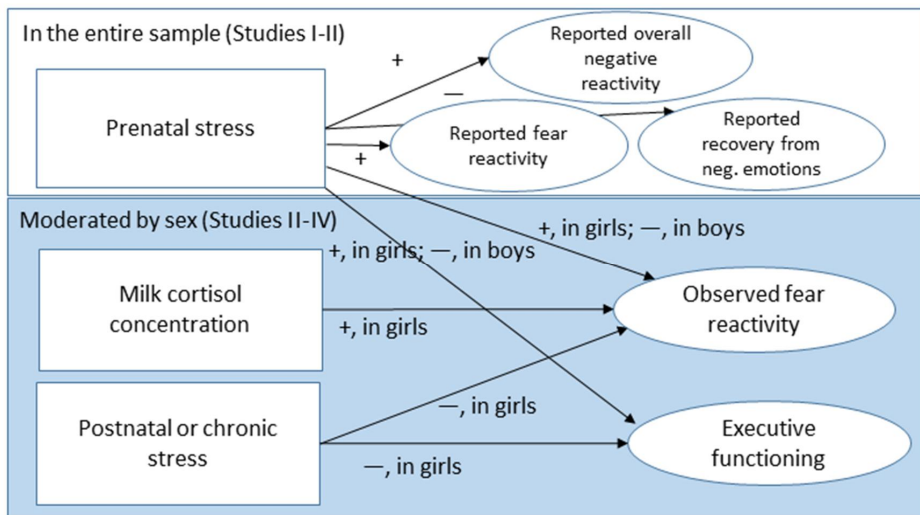 In the entire sample (Studies I-II)
Prenatal stress
+
—
+
Reported overall
negative
reactivity
Reported fear
reactivity
Reported
recovery from
neg. emotions
Moderated by sex (Studies II-IV)
+, in girls; —, in boys
+, in girls; —, in boys
Milk cortisol
concentration
+, in girls
Observed fear
reactivity
Postnatal or chronic
stress
—, in girls
—, in girls
Executive
functioning